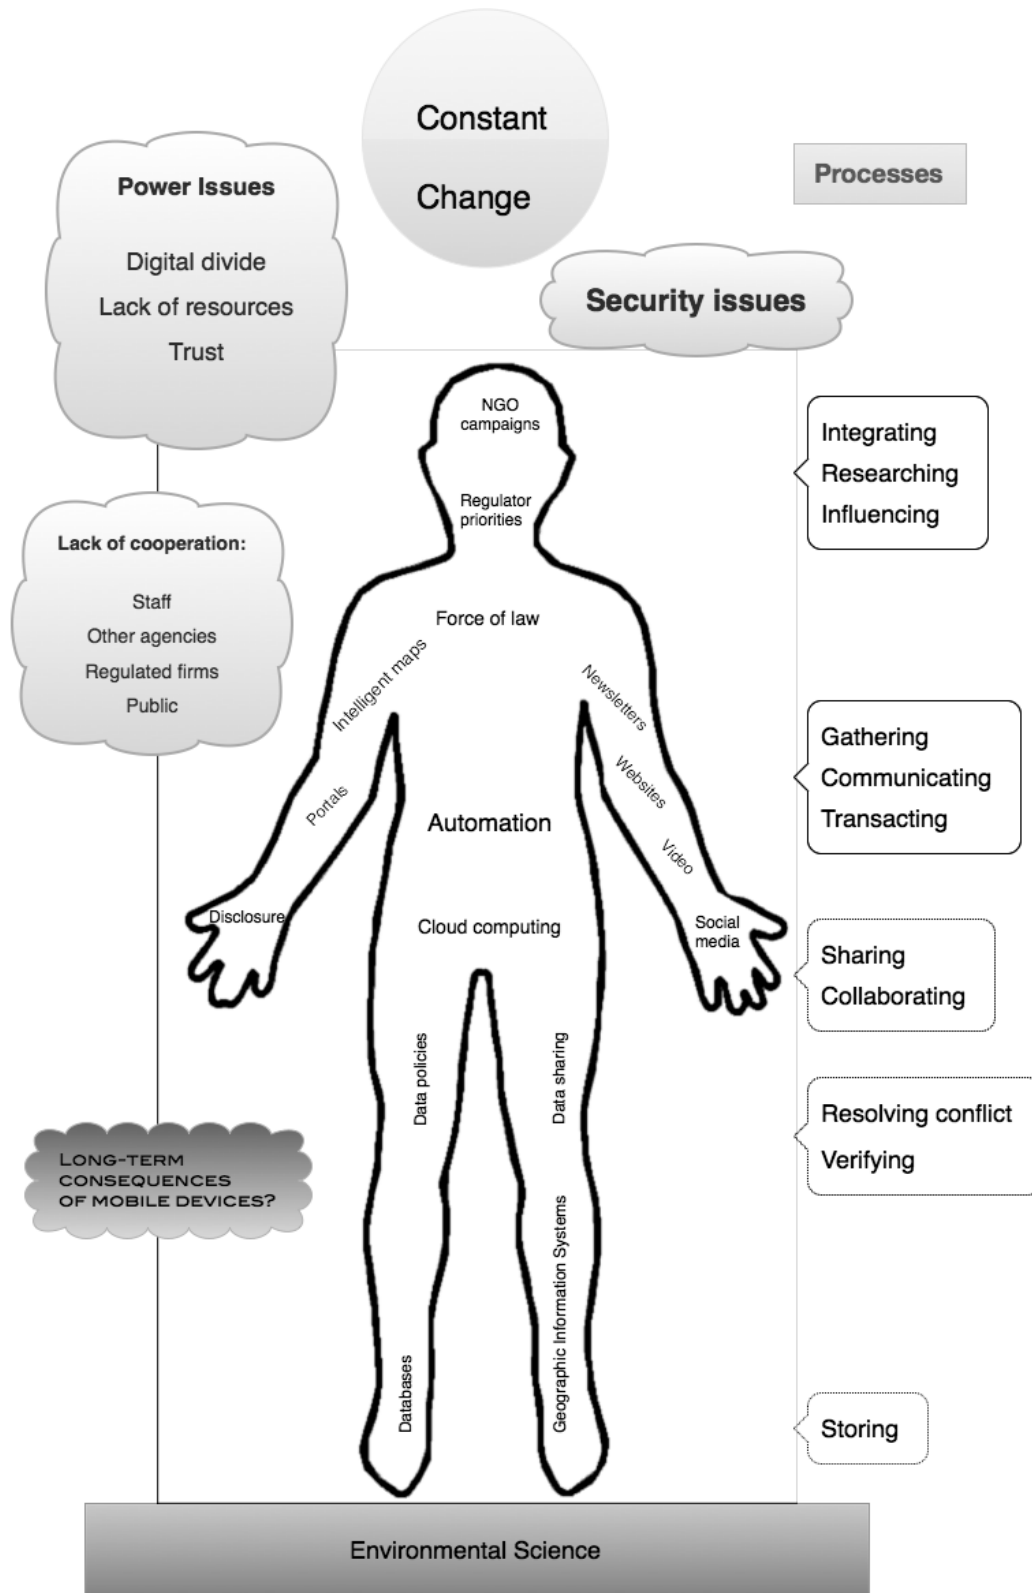 Constant
Change
Processes
Power Issues
Digital divide
Lack of resources
Trust
Security issues
NGO
campaigns
Regulator
priorities
Integrating
Researching
Influencing
Lack of cooperation:
Staff
Other agencies
Regulated firms
Public
Force of law
Intelligent maps
Newsletters
Portals
Websites
Automation
Video
Gathering
Communicating
Transacting
Disclosure
Cloud computing
Social
media
Sharing
Collaborating
Data policies
Data sharing
Resolving conflict
Verifying
LONG-TERM
CONSEQUENCES
OF MOBILE DEVICES?
Databases
Geographic Information Systems
Storing
Environmental Science